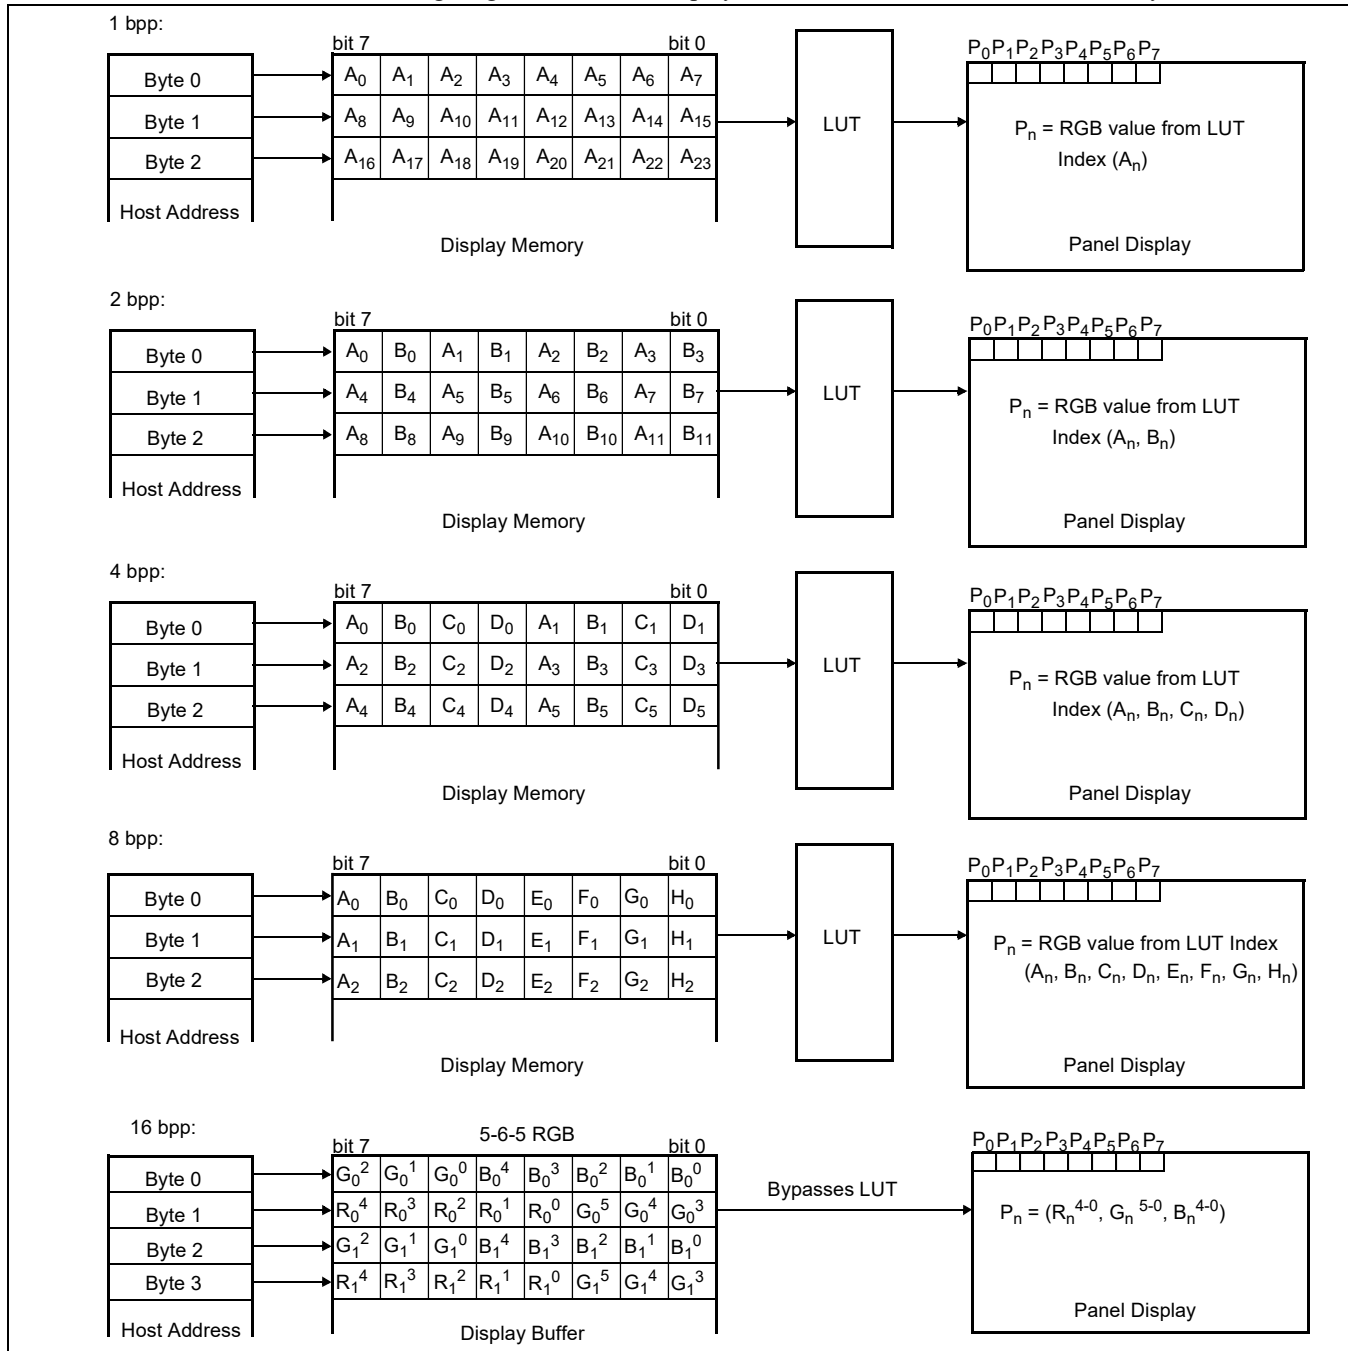 1 bpp:
bit 7 bit 0
P0P1P2P3P4P5P6P7
Byte 0 A0 A1 A2 A3 A4 A5 A6 A7
Byte 1 A8 A9 A10 A11 A12 A13 A14 A15 LUT Pn = RGB value from LUT
Byte 2 A16 A17 A18 A19 A20 A21 A22 A23 Index (An)
Host Address
Display Memory Panel Display
2 bpp:
bit 7 bit 0
P0P1P2P3P4P5P6P7
Byte 0 A0 B0 A1 B1 A2 B2 A3 B3
Byte 1 A4 B4 A5 B5 A6 B6 A7 B7 LUT Pn = RGB value from LUT
Byte 2 A8 B8 A9 B9 A10 B10 A11 B11 Index (An, Bn)
Host Address
Display Memory Panel Display
4 bpp:
bit 7 bit 0
P0P1P2P3P4P5P6P7
Byte 0 A0 B0 C0 D0 A1 B1 C1 D1
Byte 1 A2 B2 C2 D2 A3 B3 C3 D3 LUT Pn = RGB value from LUT
Byte 2 A4 B4 C4 D4 A5 B5 C5 D5 Index (An, Bn, Cn, Dn)
Host Address
Display Memory Panel Display
8 bpp:
bit 7 bit 0
P0P1P2P3P4P5P6P7
Byte 0 A0 B0 C0 D0 E0 F0 G0 H0
Byte 1 A1 B1 C1 D1 E1 F1 G1 H1 LUT Pn = RGB value from LUT Index
Byte 2 A2 B2 C2 D2 E2 F2 G2 H2 (An, Bn, Cn, Dn, En, Fn, Gn, Hn)
Host Address
Display Memory Panel Display
16 bpp:
bit 7 5-6-5 RGB bit 0
P0P1P2P3P4P5P6P7
Byte 0 G0^2 G0^1 G0^0 B0^4 B0^3 B0^2 B0^1 B0^0
Bypasses LUT
Byte 1 R0^4 R0^3 R0^2 R0^1 R0^0 G0^5 G0^4 G0^3 Pn = (Rn^4-0, Gn^5-0, Bn^4-0)
Byte 2 G1^2 G1^1 G1^0 B1^4 B1^3 B1^2 B1^1 B1^0
Byte 3 R1^4 R1^3 R1^2 R1^1 R1^0 G1^5 G1^4 G1^3
Host Address Display Buffer Panel Display